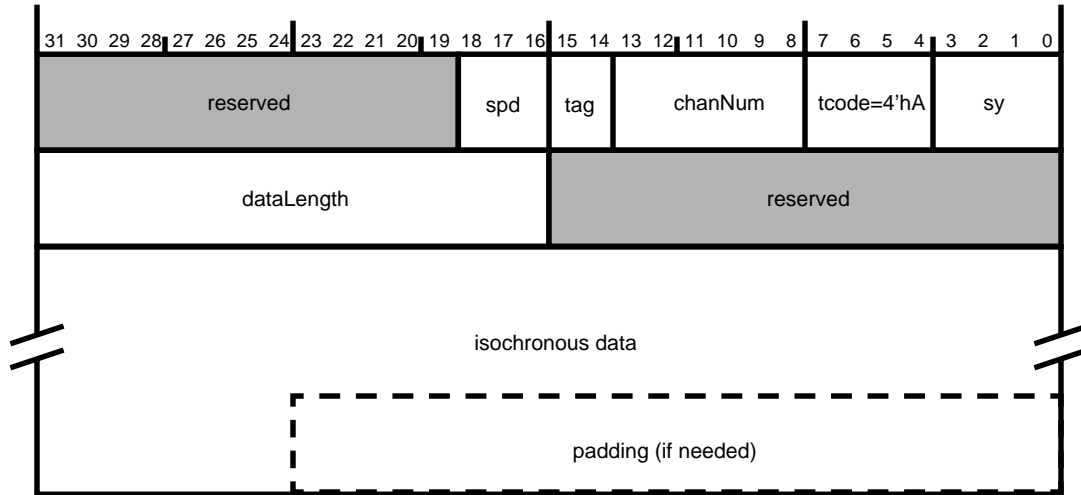 31 30 29 28 27 26 25 24 23 22 21 20 19 18 17 16 15 14 13 12 11 10 9 8 7 6 5 4 3 2 1 0
reserved spd tag chanNum tcode=4’hA sy
dataLength reserved
isochronous data
padding (if needed)